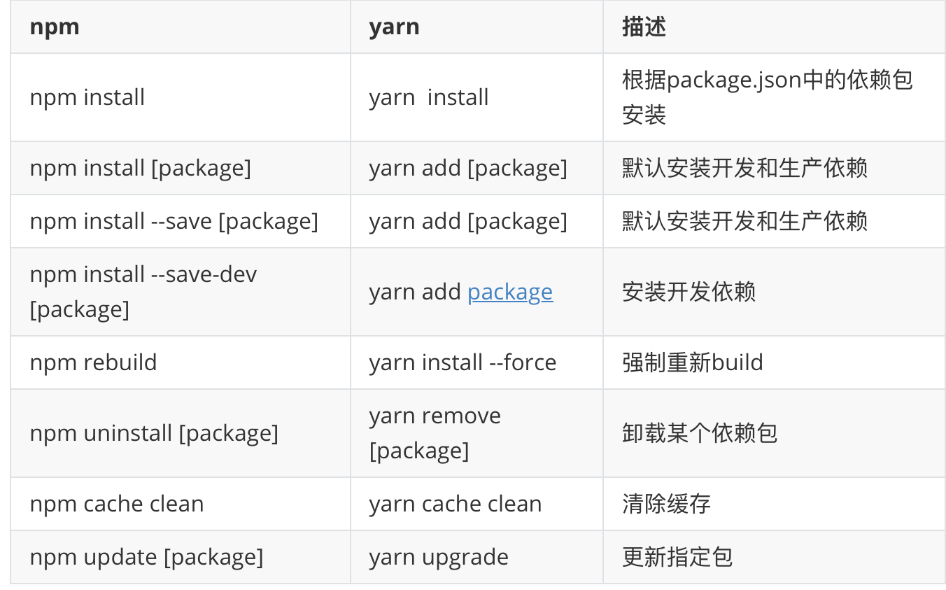 npm yarn 描述
npm install yarn  install 根据package.json中的依赖包
安装
npm install [package] yarn add [package] 默认安装开发和生产依赖
npm install --save [package] yarn add [package] 默认安装开发和生产依赖
npm install --save-dev
[package] yarn add package 安装开发依赖
npm rebuild yarn install --force 强制重新build
npm uninstall [package] yarn remove
[package] 卸载某个依赖包
npm cache clean yarn cache clean 清除缓存
npm update [package] yarn upgrade 更新指定包